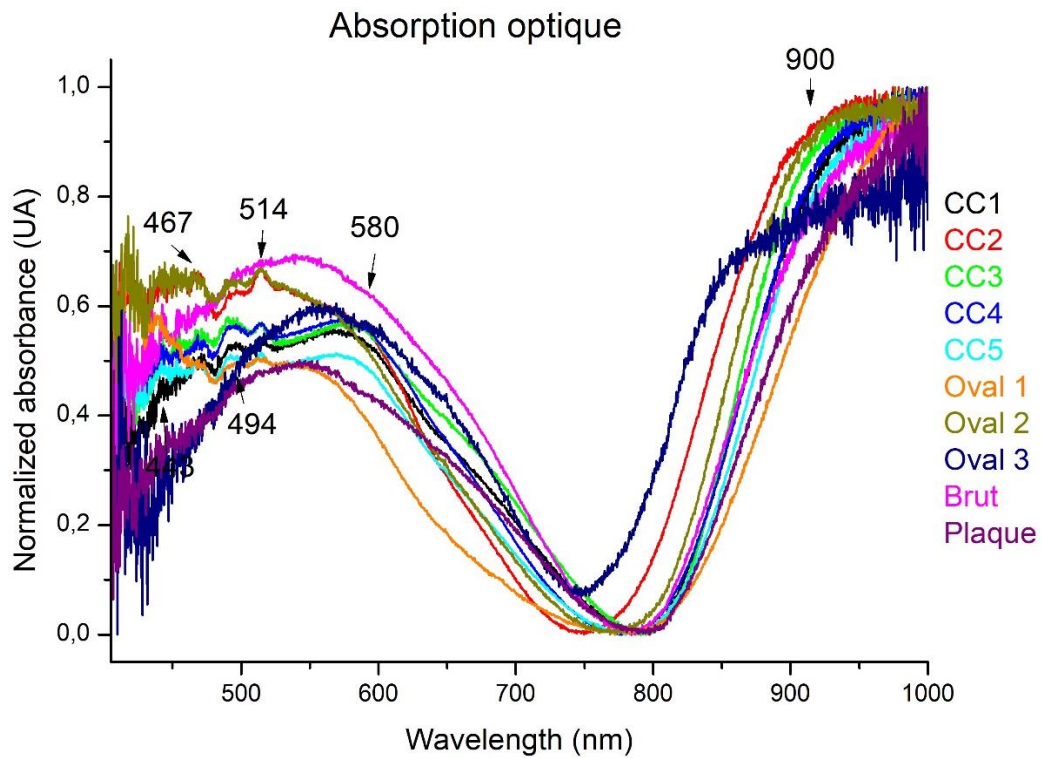 Absorption optique
900
467
514
580
494
443
1,0
0,8
0,6
0,4
0,2
0,0
Normalized absorbance (UA)
500
600
700
800
900
1000
Wavelength (nm)
CC1
CC2
CC3
CC4
CC5
Oval 1
Oval 2
Oval 3
Brut
Plaque